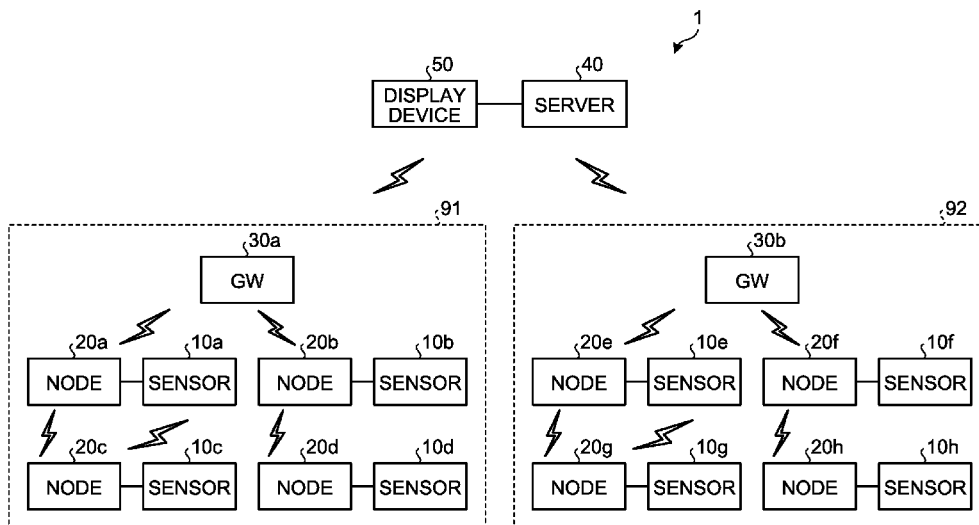 1
50 40
DISPLAY DEVICE SERVER
91 92
30a 30b
GW GW
20a 10a 20b 10b 20e 10e 20f 10f
NODE SENSOR NODE SENSOR NODE SENSOR NODE SENSOR
20c 10c 20d 10d 20g 10g 20h 10h
NODE SENSOR NODE SENSOR NODE SENSOR NODE SENSOR